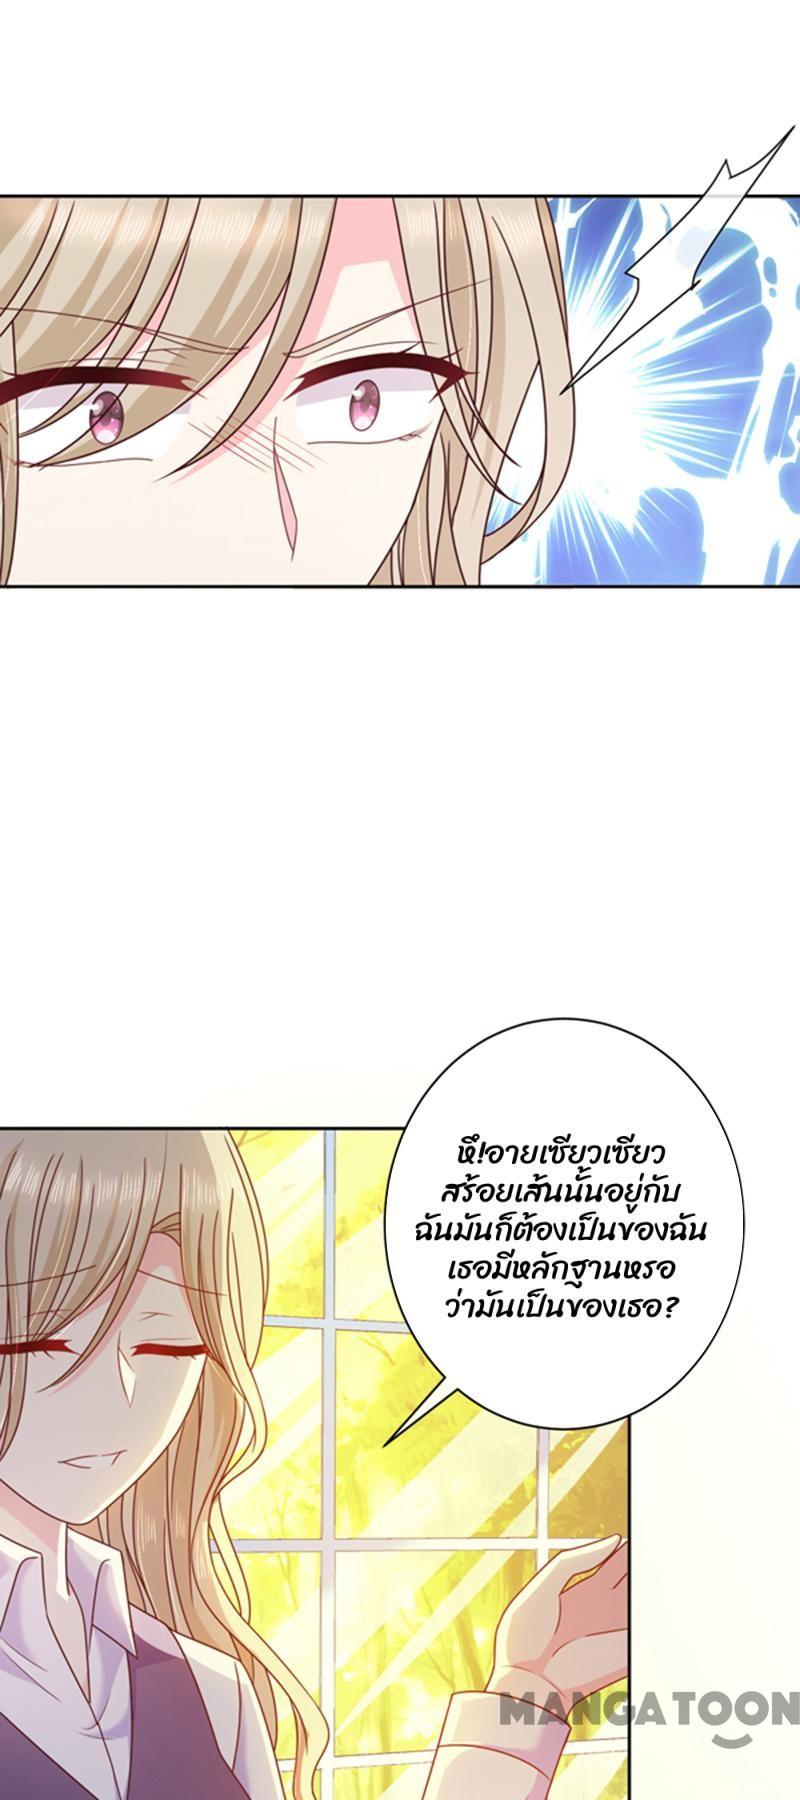 หึ!อายเซียวเซียว
สร้อยเส้นนั้นอยู่กับ
ฉันมันก็ต้องเป็นของฉัน
เธอมีหลักฐานหรอ
ว่ามันเป็นของเธอ?
MANGATOON